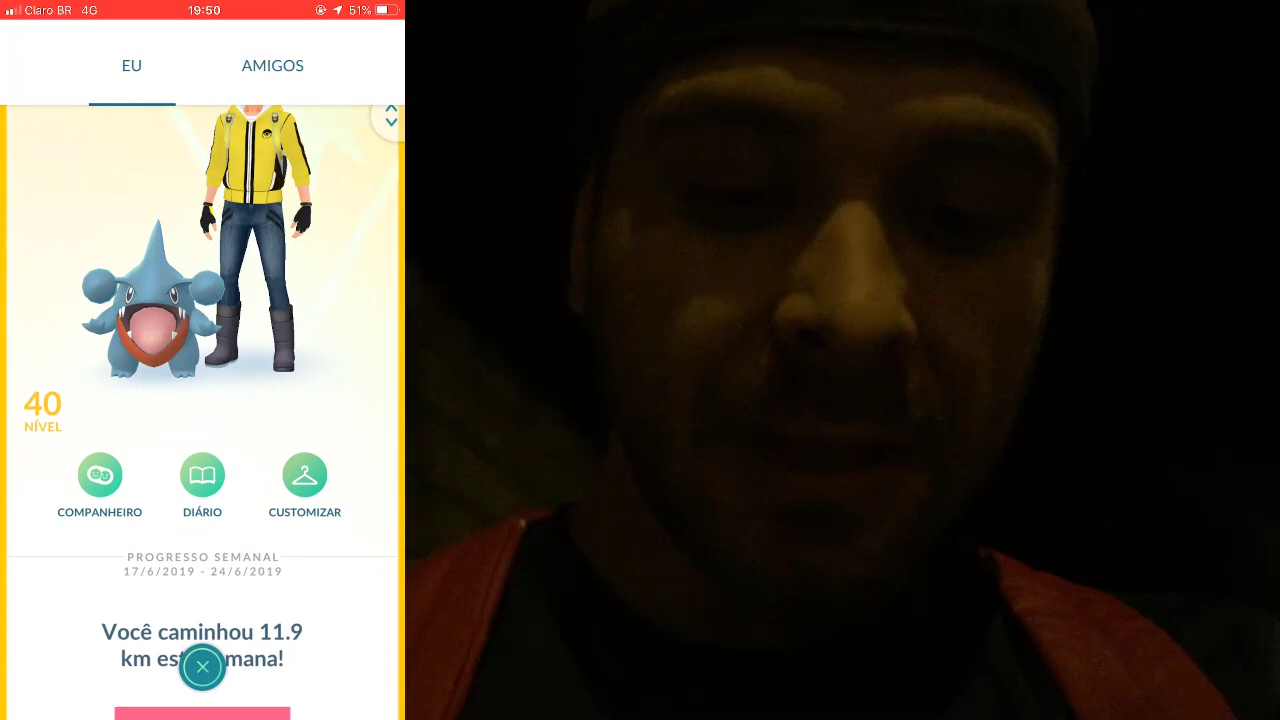 Claro BR 4G 19:50 51%
EU AMIGOS
40
NÍVEL
COMPANHEIRO DIÁRIO CUSTOMIZAR
PROGRESSO SEMANAL
17/6/2019 - 24/6/2019
Você caminhou 11.9
km est mana!